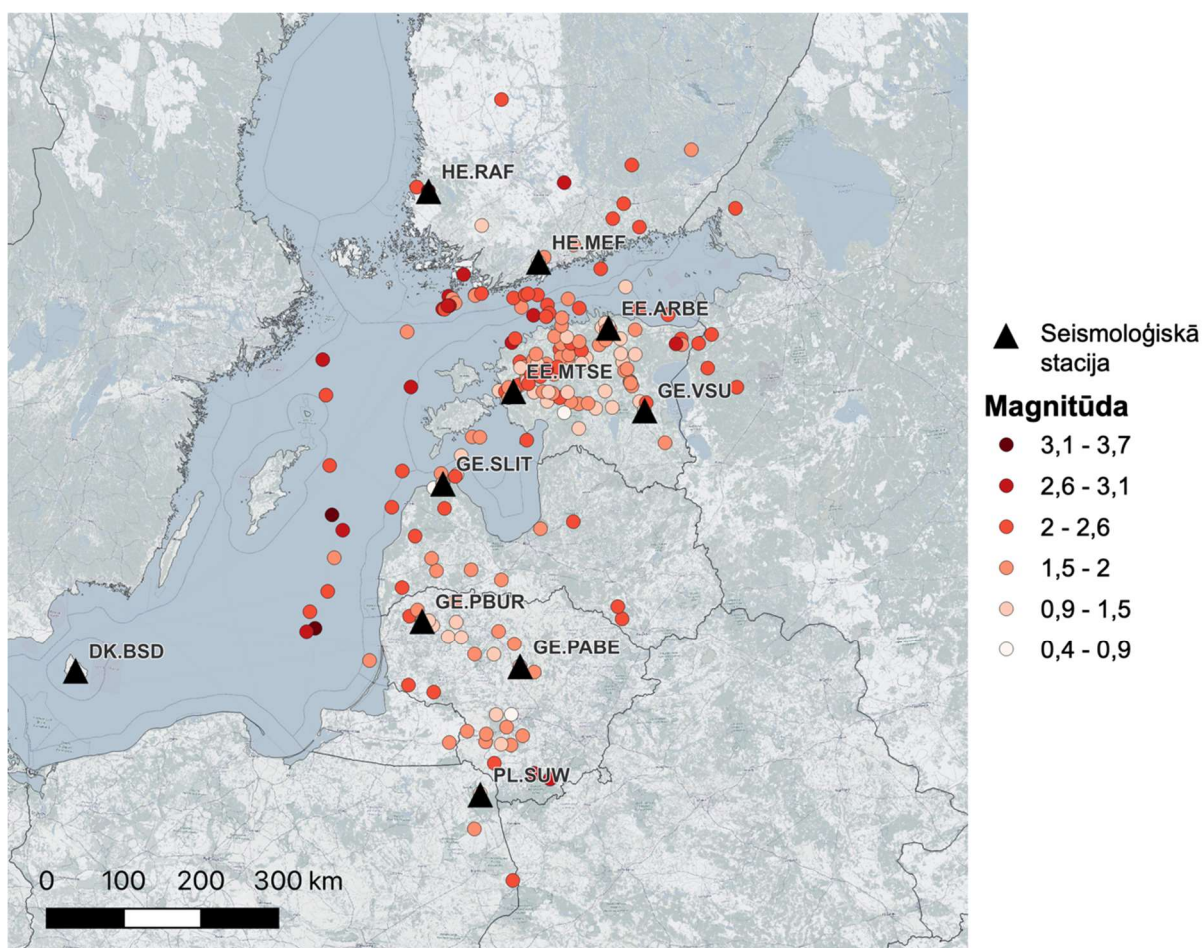 HE.RAF
HE.MEF
EE.ARBE
EE.MTSE
GE.VSU
GE.SLIT
GE.PBUR
GE.PABE
DK.BSD
PL.SUW
0 100 200 300 km
Seismoloģiskā
stacija
Magnitūda
3,1 - 3,7
2,6 - 3,1
2 - 2,6
1,5 - 2
0,9 - 1,5
0,4 - 0,9